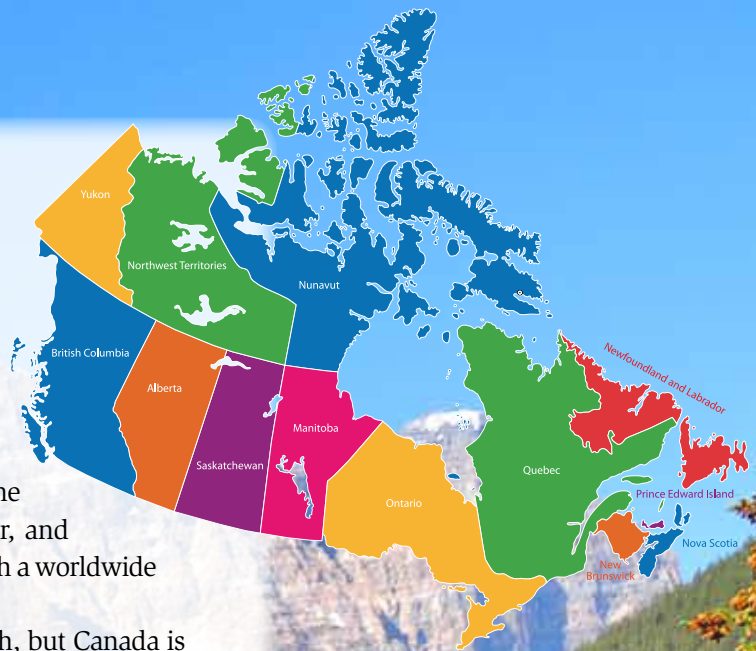 Yukon
Northwest Territories
Nunavut
British Columbia
Alberta
Saskatchewan
Manitoba
Ontario
Quebec
Newfoundland and Labrador
Prince Edward Island
Nova Scotia
New
Brunswick
r, and
a worldwide
but Canada is